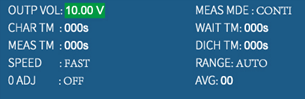 OUTP VOL: 10.00 V
MEAS MDE : CONTI
CHAR TM : 000s
WAIT TM: 000s
MEAS TM : 000s
DICH TM: 000s
SPEED : FAST
RANGE: AUTO
0 ADJ : OFF
AVG: 00